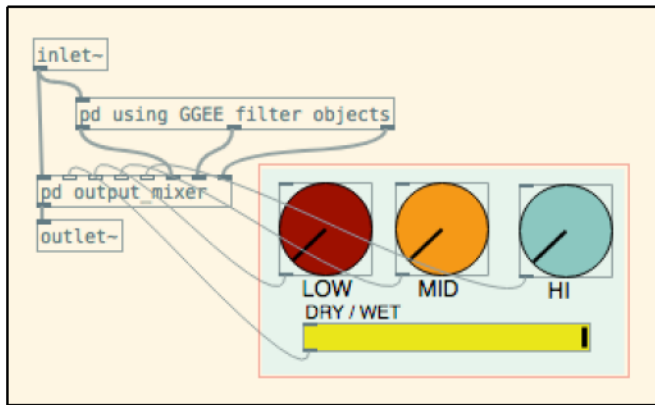 inlet~
pd using GGEE filter objects
pd output_mixer
outlet~
LOW MID HI
DRY / WET